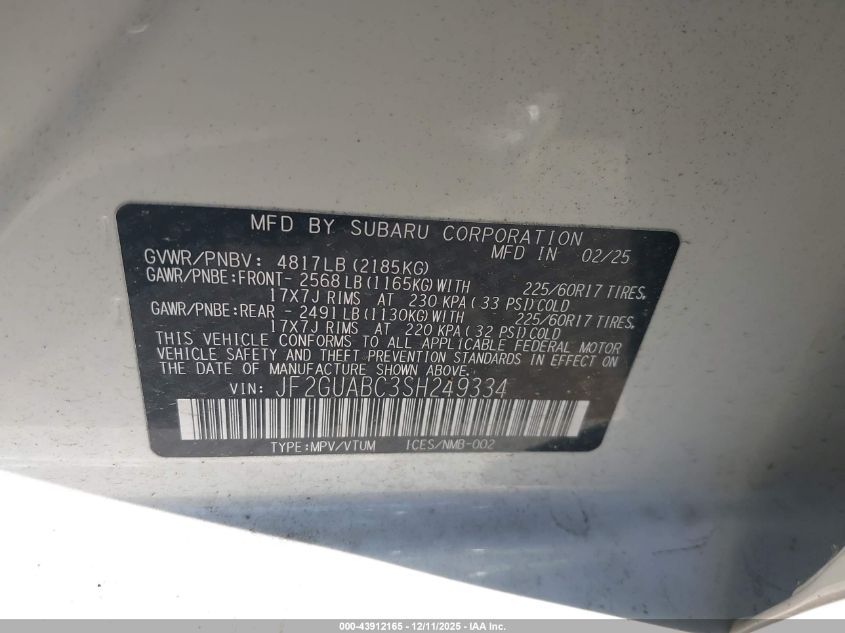 MFD BY SUBARU CORPORATION
MFD IN 02/25
GVWR/PNBV: 4817LB (2185KG)
GAWR/PNBE:FRONT- 2568LB(1165KG)WITH 225/60R17 TIRES,
17X7J RIMS AT 230 KPA(33 PSI)COLD
GAWR/PNBE:REAR - 2491LB(1130KG)WITH 225/60R17 TIRES,
17X7J RIMS AT 220 KPA(32 PSI)COLD
THIS VEHICLE CONFORMS TO ALL APPLICABLE FEDERAL MOTOR
VEHICLE SAFETY AND THEFT PREVENTION STANDARDS IN EFFECT ON
THE DATE OF MANUFACTURE SHOWN ABOVE.
VIN: JF2GUABC3SH249334
TYPE:MPV/VTUM ICES/NMB-002
000-43912165 - 12/11/2025 - IAA Inc.